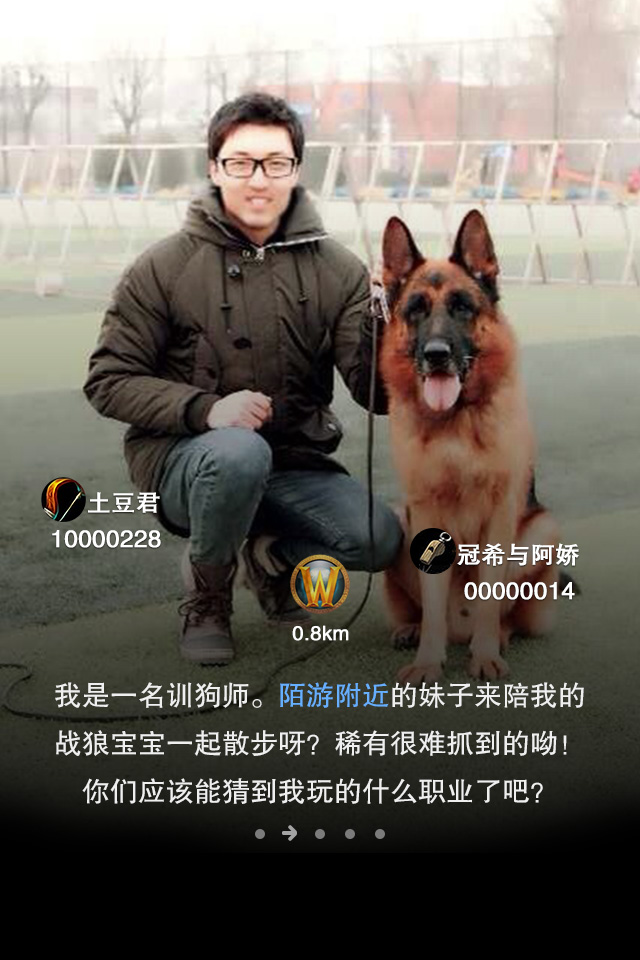 土豆君
10000228
冠希与阿娇
00000014
W
0.8km
我是一名训狗师。陌游附近的妹子来陪我的
战狼宝宝一起散步呀？稀有很难抓到的呦！
你们应该能猜到我玩的什么职业了吧？